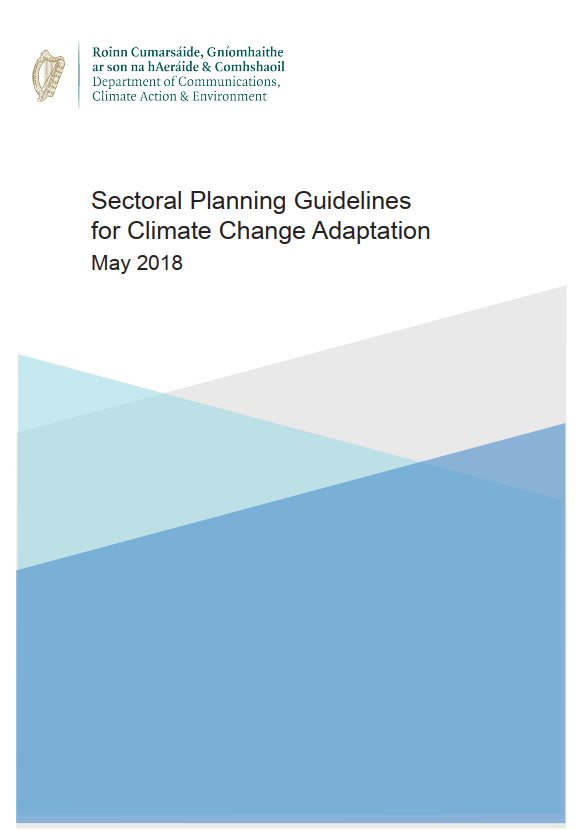 Roinn Cumarsáide, Gníomhaithe
ar son na hAeráide & Comhshaoil
Department of Communications,
Climate Action & Environment
Sectoral Planning Guidelines
for Climate Change Adaptation
May 2018